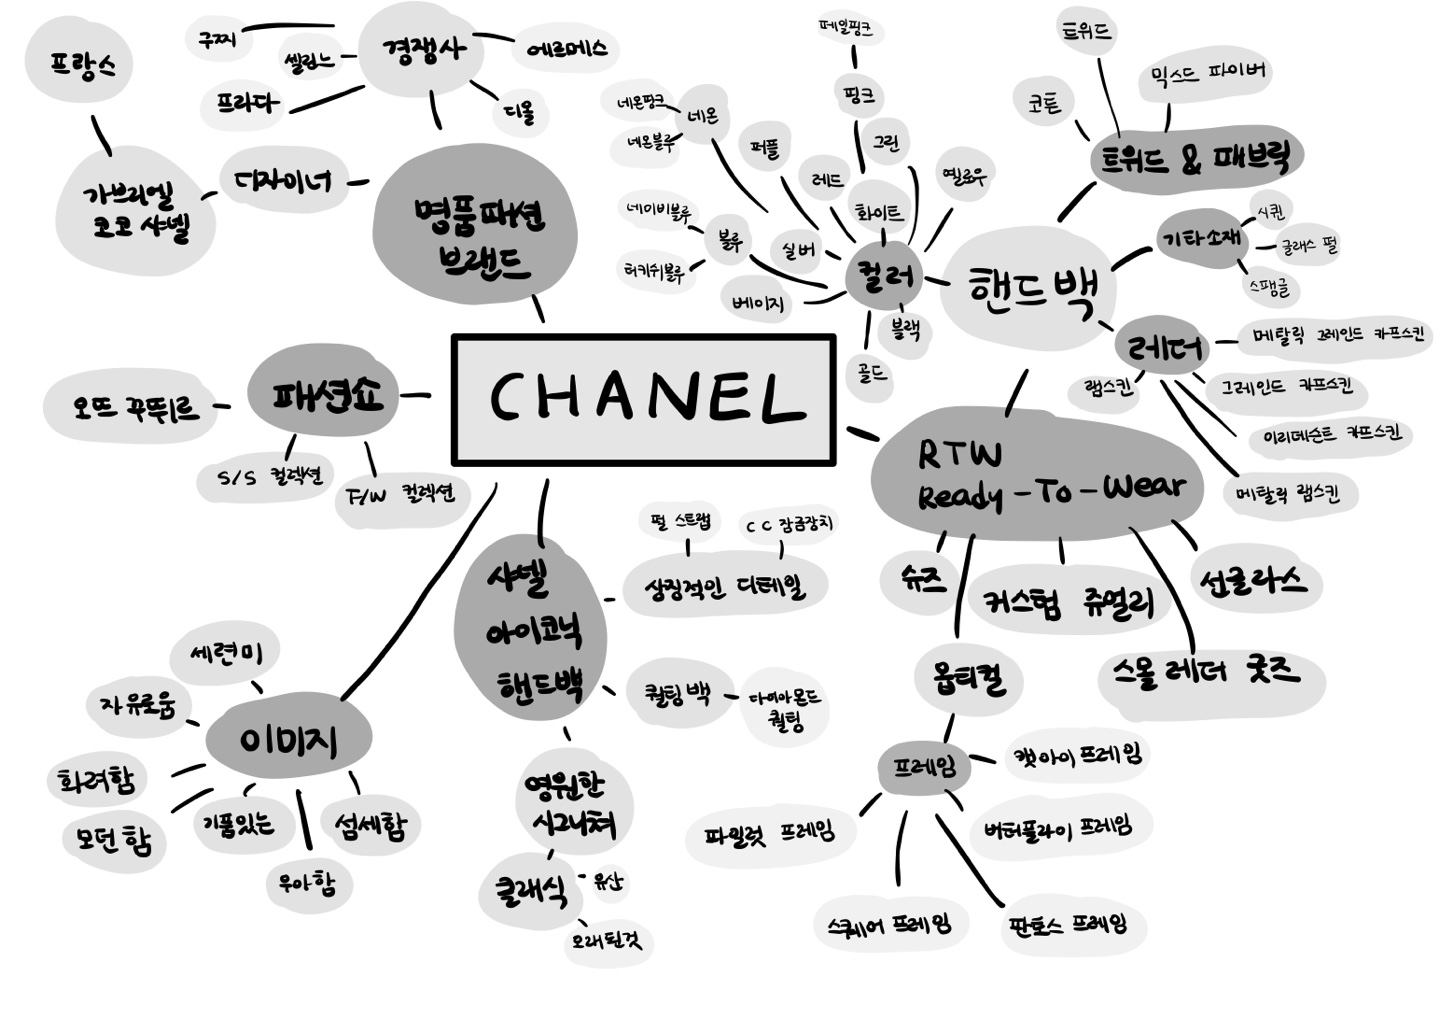 프랑스
구찌
셀린느
프라다
경쟁사
에르메스
디올
가브리엘
코코 샤넬
디자이너
명품패션
브랜드
페일핑크
핑크
네온핑크
네온블루
네온
퍼플
레드
그린
옐로우
화이트
네이비블루
블루
터키쉬블루
실버
베이지
컬러
블랙
골드
핸드백
트위드
코튼
믹스드 파이버
트위드 & 패브릭
기타소재
시퀸
글래스 펄
스팽글
레더
메탈릭 그레인드 카프스킨
램스킨
그레인드 카프스킨
이리데슨트 카프스킨
메탈릭 램스킨
CHANEL
오뜨 꾸뛰르
패션쇼
S/S 컬렉션
F/W 컬렉션
RTW
Ready-To-Wear
슈즈
커스텀 쥬얼리
선글라스
옵티컬
스몰 레더 굿즈
프레임
캣아이 프레임
파일럿 프레임
버터플라이 프레임
스퀘어 프레임
판토스 프레임
샤넬
아이코닉
핸드백
펄 스트랩
CC 잠금장치
상징적인 디테일
퀼팅백
다이아몬드
퀼팅
영원한
시그니쳐
클래식
유산
오래된것
세련미
자유로움
이미지
화려함
모던함
기품있는
우아함
섬세함